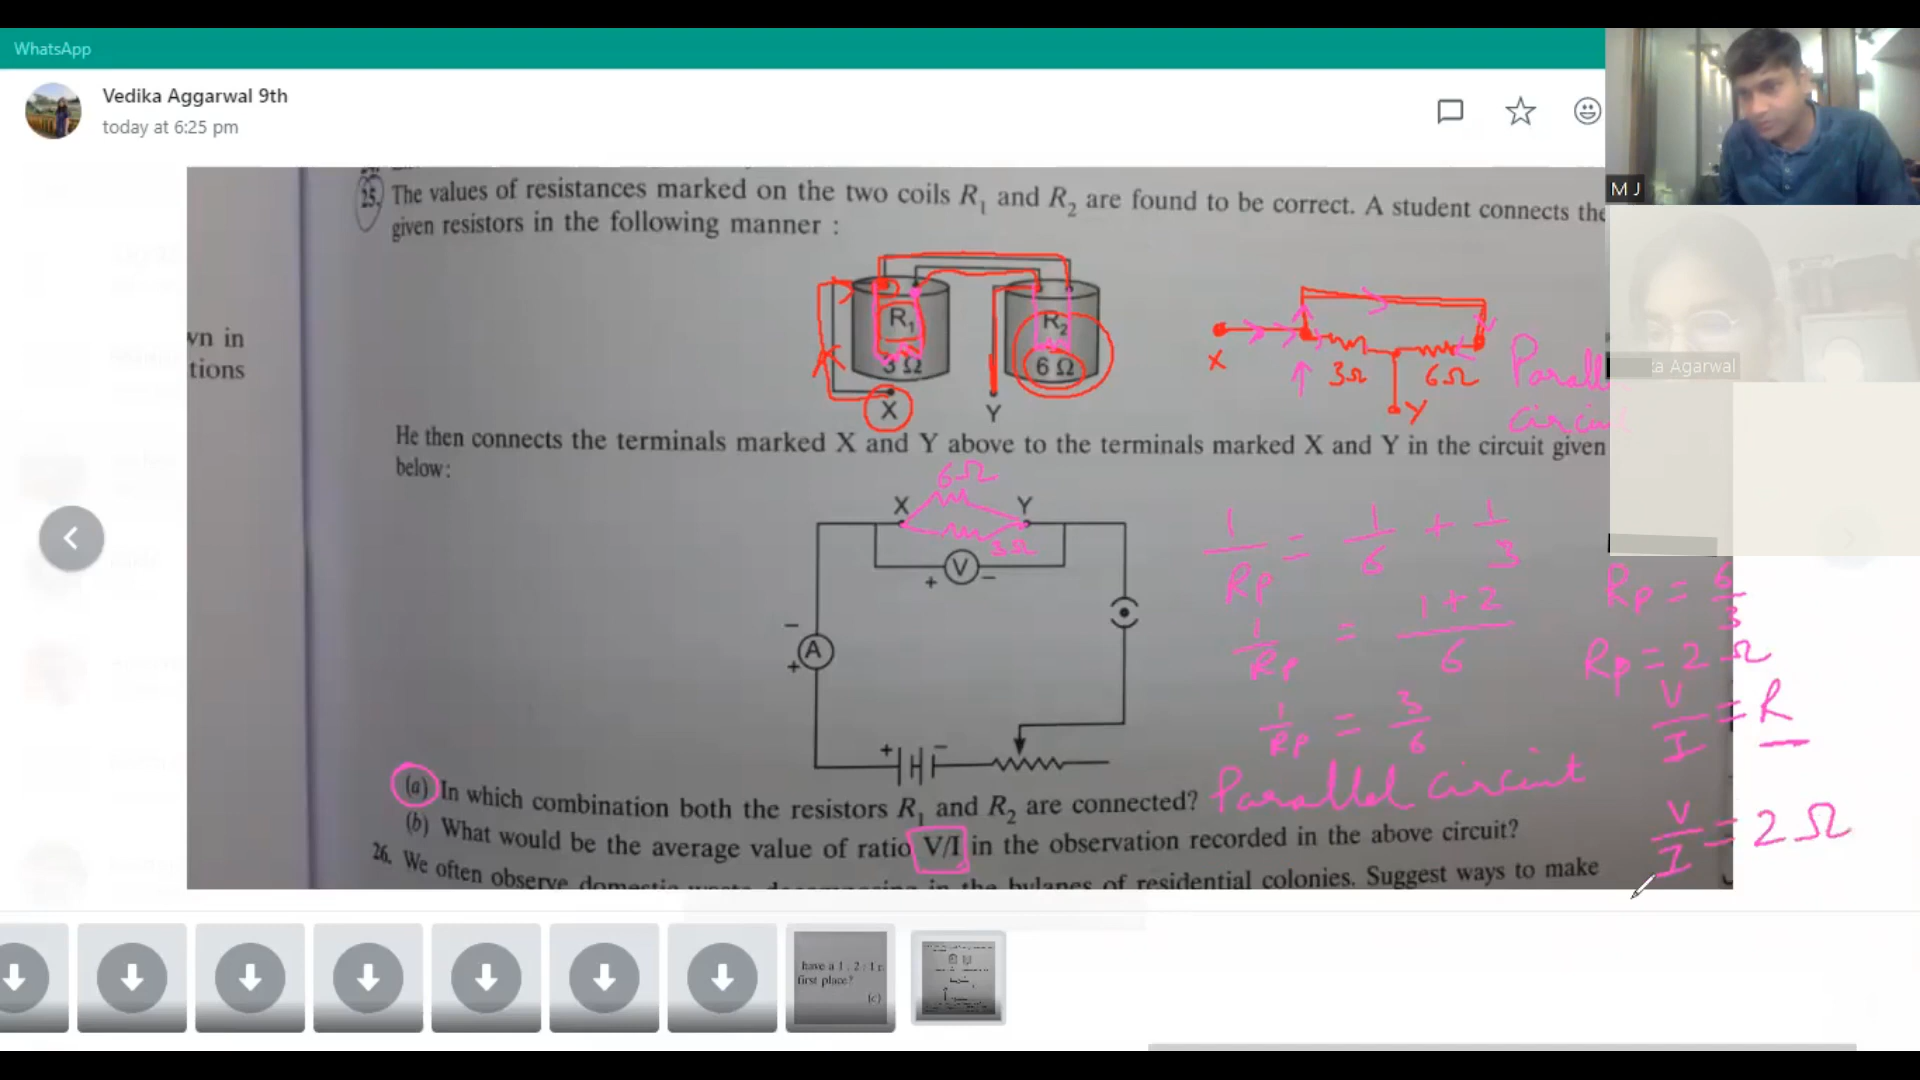 WhatsApp
Vedika Aggarwal 9th
today at 6:25 pm
M J
a Agarwal
vn in
tions
25. The values of resistances marked on the two coils R₁ and R₂ are found to be correct. A student connects the
given resistors in the following manner :
R₁
3 Ω
X
Y
R₂
6 Ω
X
3Ω
6Ω
Y
Parall
circui
He then connects the terminals marked X and Y above to the terminals marked X and Y in the circuit given
below:
6Ω
X
Y
3Ω
+ V −
− A +
+ −
1/Rp = 1/6 + 1/3
1/Rp = 1+2/6
1/Rp = 3/6
Rp = 6/3
Rp = 2 Ω
V/I = R
V/I = 2 Ω
(a) In which combination both the resistors R₁ and R₂ are connected? Parallel circuit
(b) What would be the average value of ratio V/I in the observation recorded in the above circuit?
26. We often observe domestic in the bylanes of residential colonies. Suggest ways to make
have a 1 : 2 : 1 r
first place?
(c)